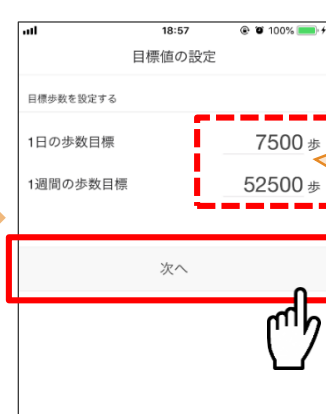 18:57 100%
目標値の設定
目標歩数を設定する
1日の歩数目標 7500 歩
1週間の歩数目標 52500 歩
次へ